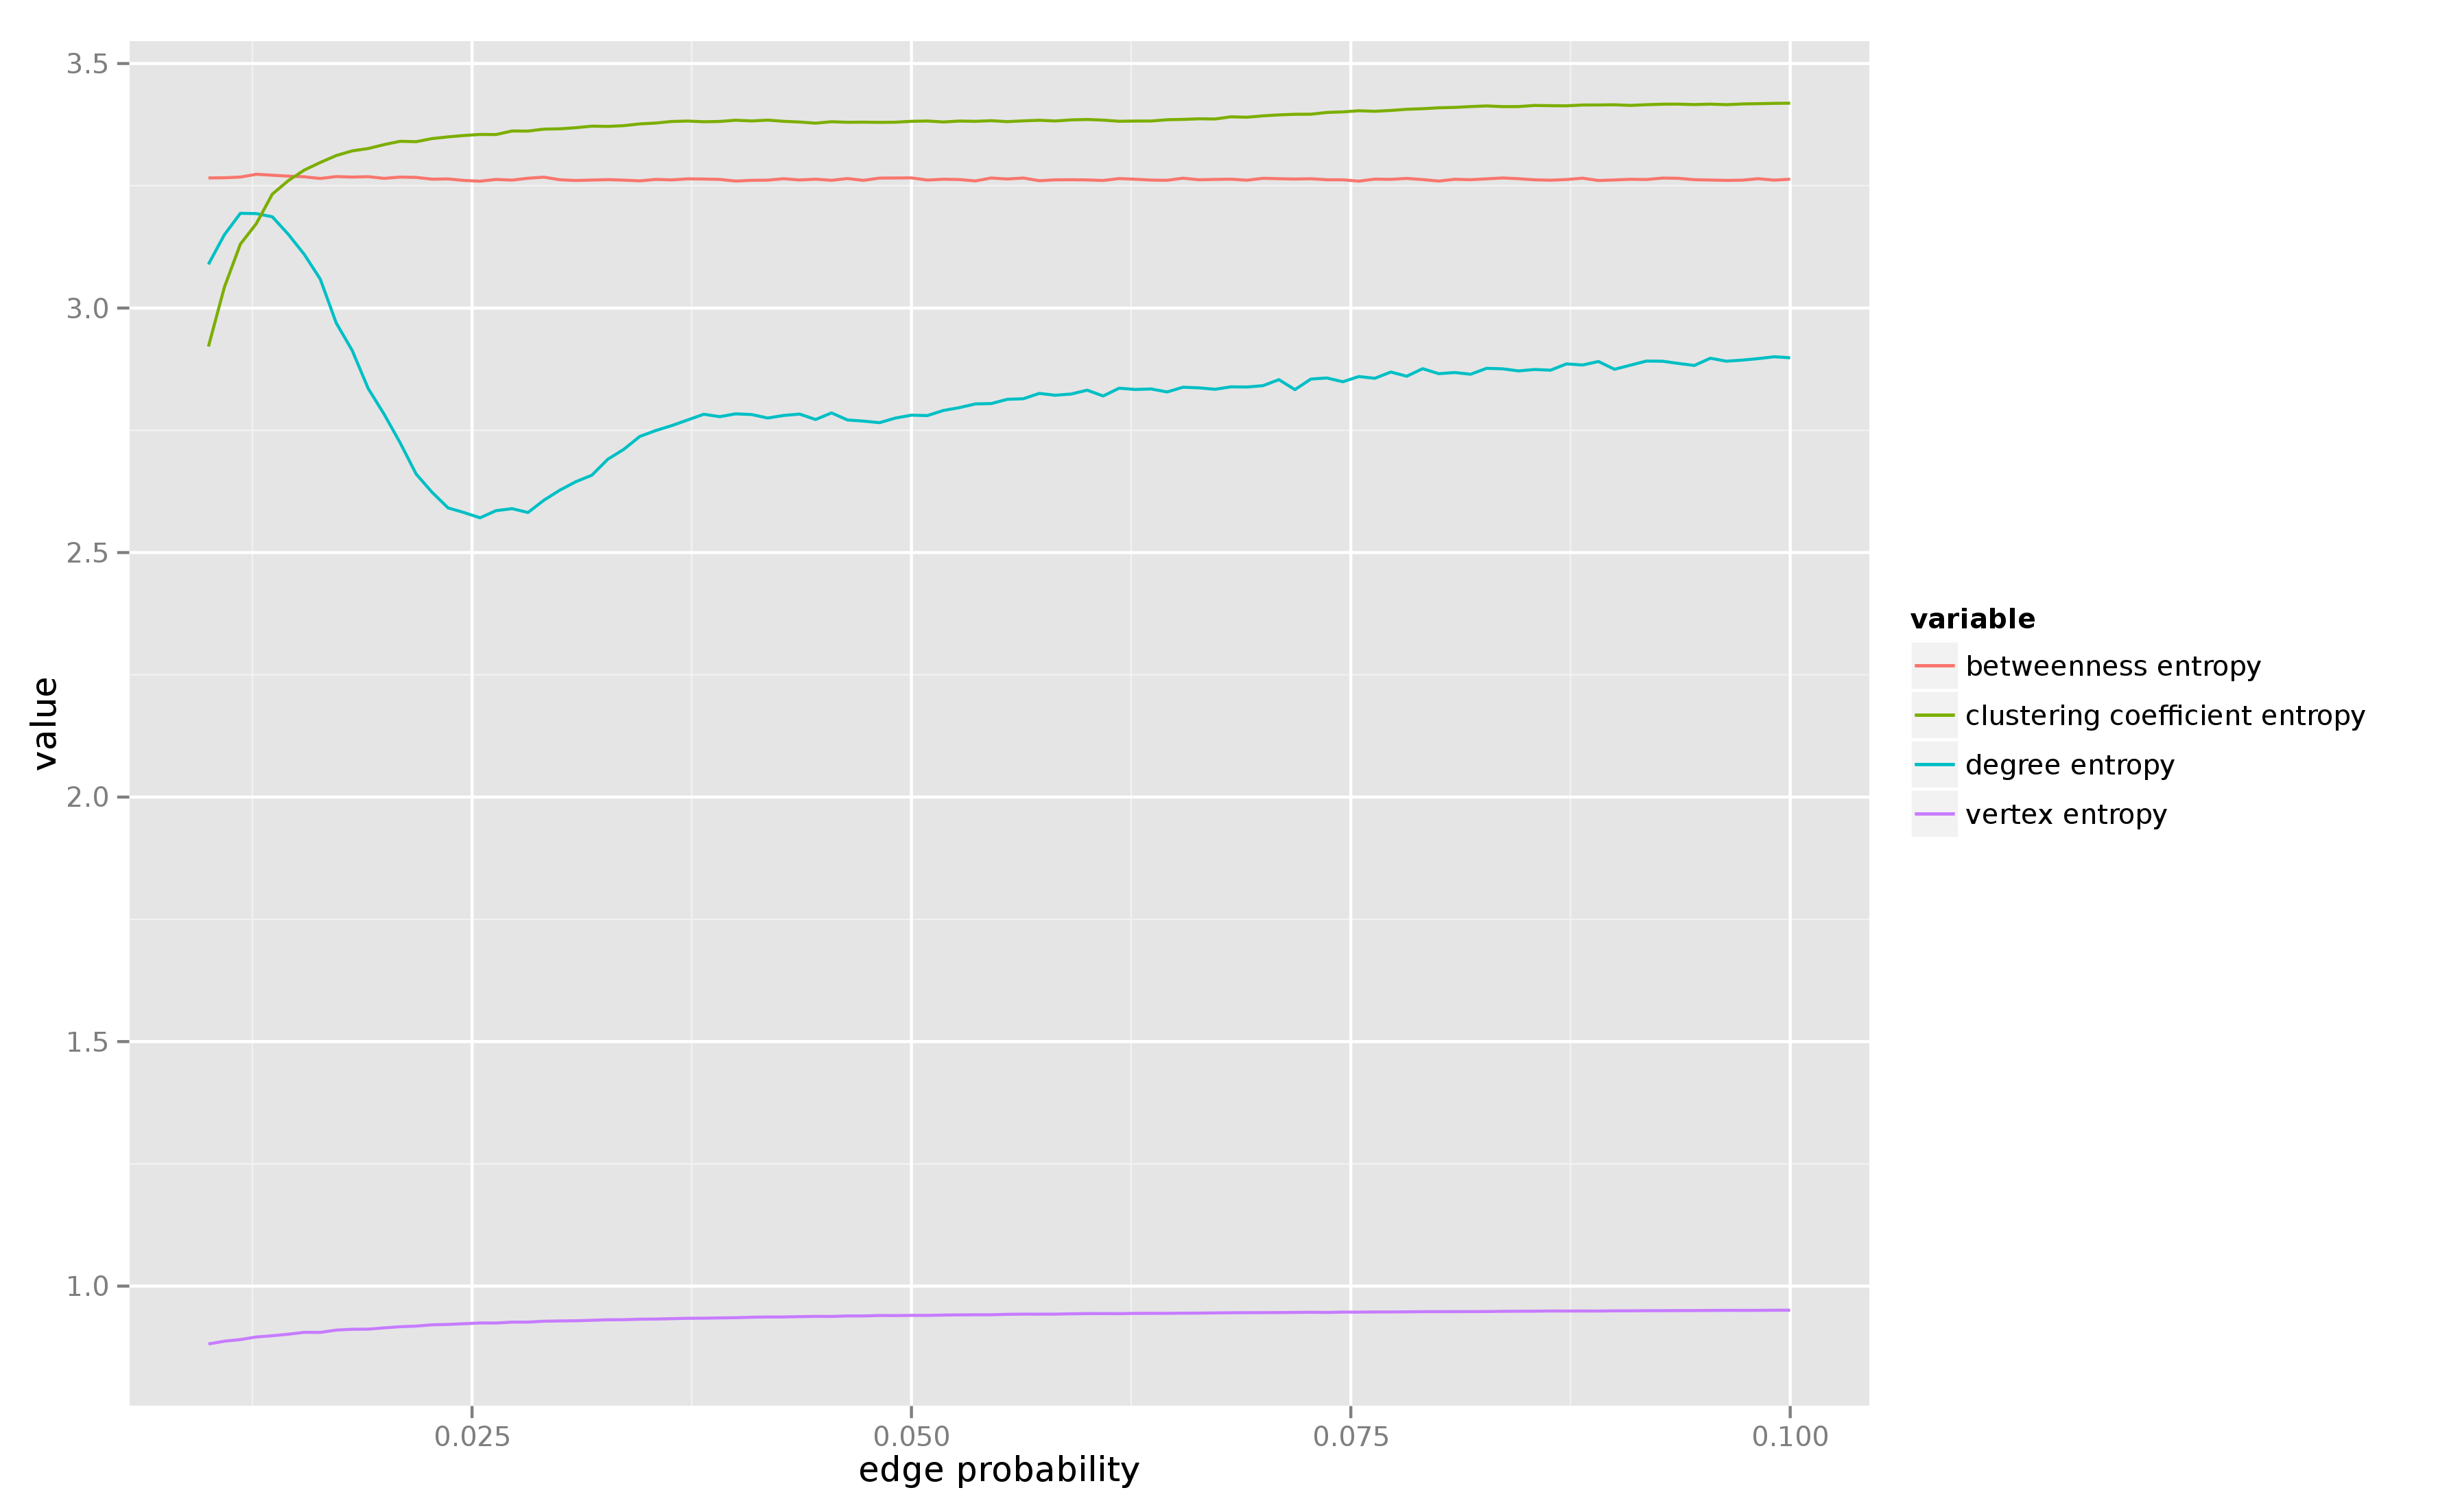 3.5
3.0
2.5
2.0
1.5
1.0
value
0.025
0.050
0.075
0.100
edge probability
variable
betweenness entropy
clustering coefficient entropy
degree entropy
vertex entropy